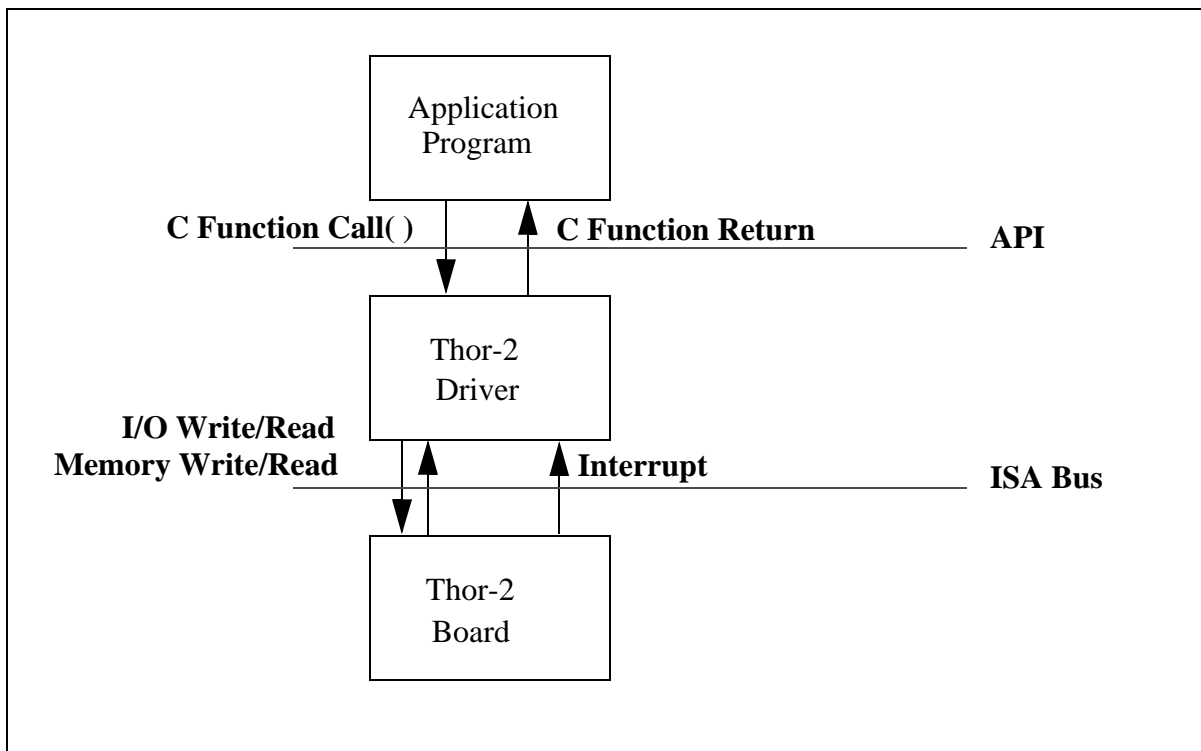 Application
Program
C Function Call( )
C Function Return
API
Thor-2
Driver
I/O Write/Read
Memory Write/Read
Interrupt
ISA Bus
Thor-2
Board